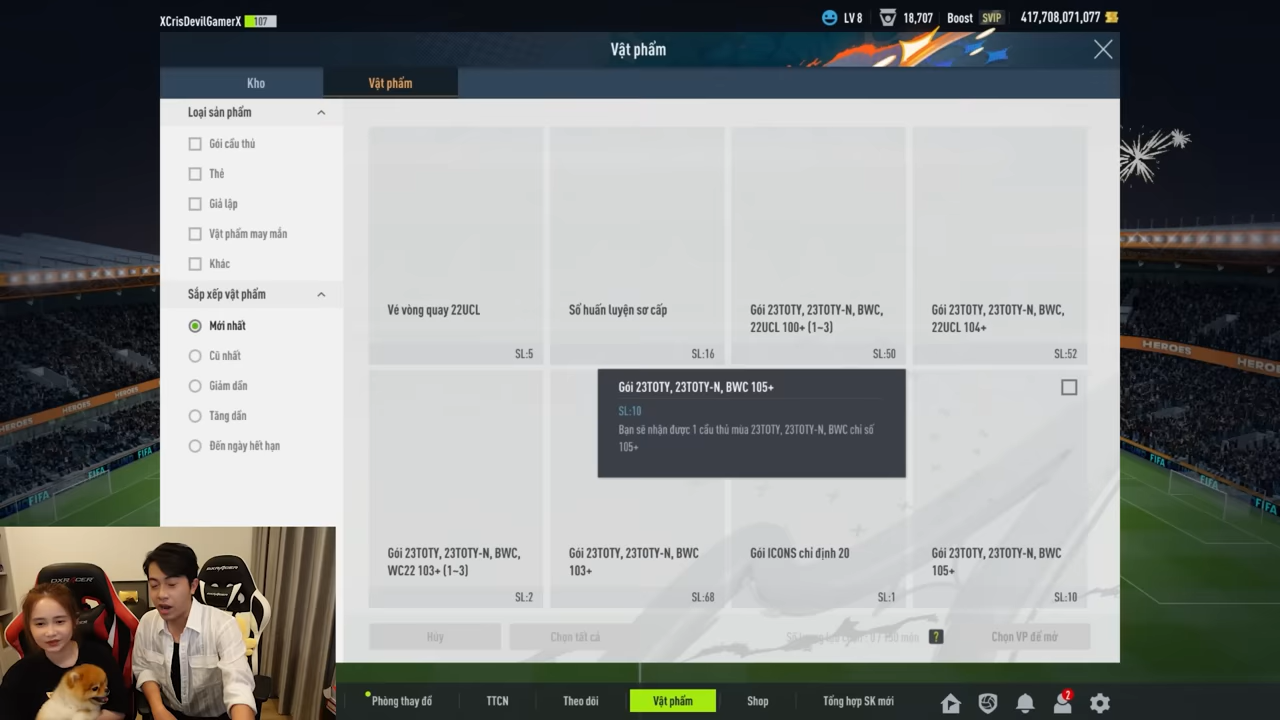 XCrisDevilGamerX 107
LV 8
18,707
Boost SVIP
417,708,071,077
Vật phẩm
Kho
Vật phẩm
Loại sản phẩm
Gói cầu thủ
Thẻ
Giả lập
Vật phẩm may mắn
Khác
Sắp xếp vật phẩm
Mới nhất
Cũ nhất
Giảm dần
Tăng dần
Đến ngày hết hạn
Vé vòng quay 22UCL
SL:5
Sổ huấn luyện sơ cấp
SL:16
Gói 23TOTY, 23TOTY-N, BWC,
22UCL 100+ (1~3)
SL:50
Gói 23TOTY, 23TOTY-N, BWC,
22UCL 104+
SL:52
Gói 23TOTY, 23TOTY-N, BWC 105+
SL:10
Bạn sẽ nhận được 1 cầu thủ mùa 23TOTY, 23TOTY-N, BWC chỉ số
105+
Gói 23TOTY, 23TOTY-N, BWC,
WC22 103+ (1~3)
SL:2
Gói 23TOTY, 23TOTY-N, BWC
103+
SL:68
Gói ICONS chỉ định 20
SL:1
Gói 23TOTY, 23TOTY-N, BWC
105+
SL:10
Hủy
Chọn tất cả
?
Chọn VP để mở
Phòng thay đồ
TTCN
Theo dõi
Vật phẩm
Shop
Tổng hợp SK mới
2
HEROES
HEROES
FIFA
FIFA
FIFA
FIFA
FIFA
DXRACER